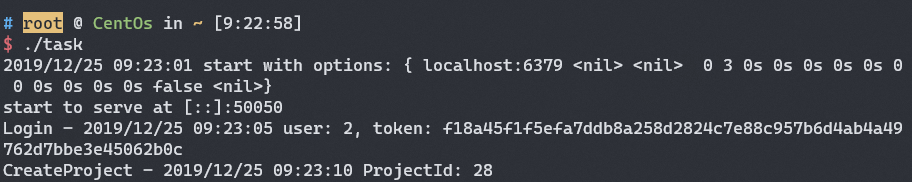 # root @ CentOs in ~ [9:22:58]
$ ./task
2019/12/25 09:23:01 start with options: { localhost:6379 <nil> <nil>  0 3 0s 0s 0s 0s 0s 0
 0 0s 0s 0s 0s false <nil>}
start to serve at [::]:50050
Login - 2019/12/25 09:23:05 user: 2, token: f18a45f1f5efa7ddb8a258d2824c7e88c957b6d4ab4a49
762d7bbe3e45062b0c
CreateProject - 2019/12/25 09:23:10 ProjectId: 28